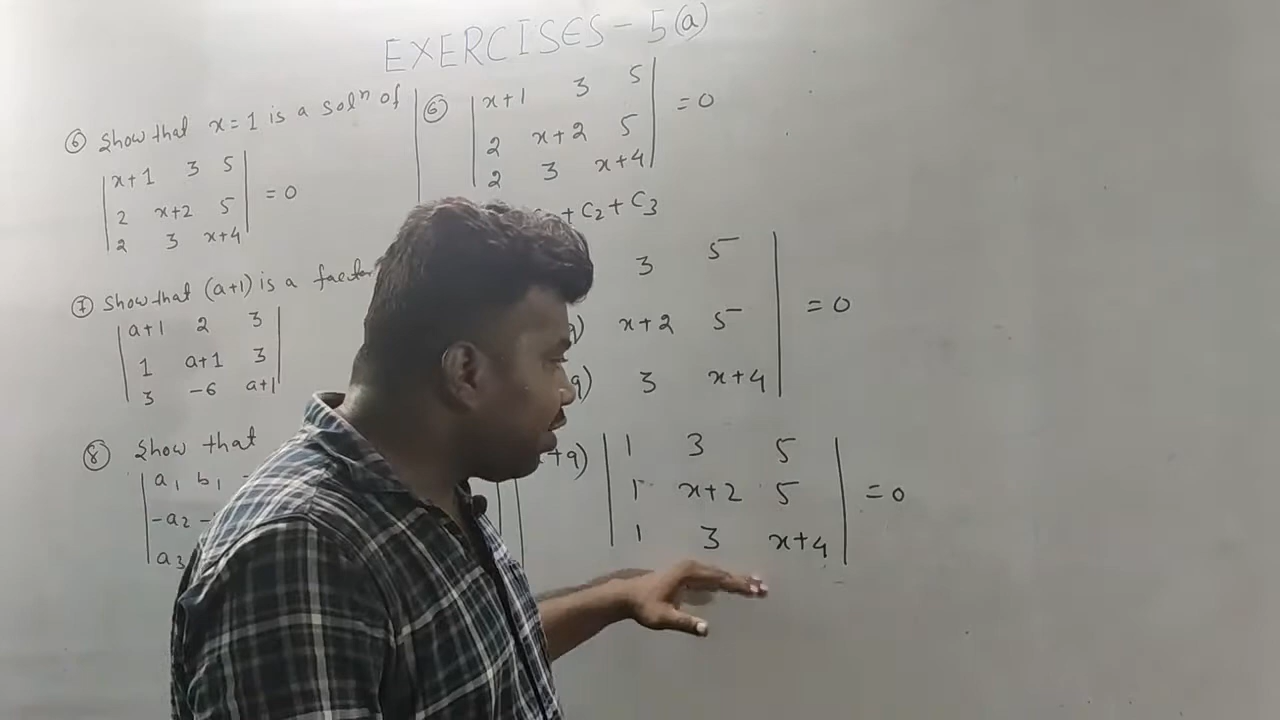 EXERCISES - 5(a)
⑥ Show that x=1 is a solⁿ of
| x+1 3 5 |
| 2 x+2 5 | = 0
| 2 3 x+4 |
⑦ Show that (a+1) is a factor
| a+1 2 3 |
| 1 a+1 3 |
| 3 -6 a+1 |
⑧ Show that
| a₁ b₁
| -a₂
| a₃
⑥ | x+1 3 5 |
| 2 x+2 5 | = 0
| 2 3 x+4 |
+ C₂ + C₃
3 5 |
9) x+2 5 | = 0
9) 3 x+4 |
+9) | 1 3 5 |
| 1 x+2 5 | = 0
| 1 3 x+4 |